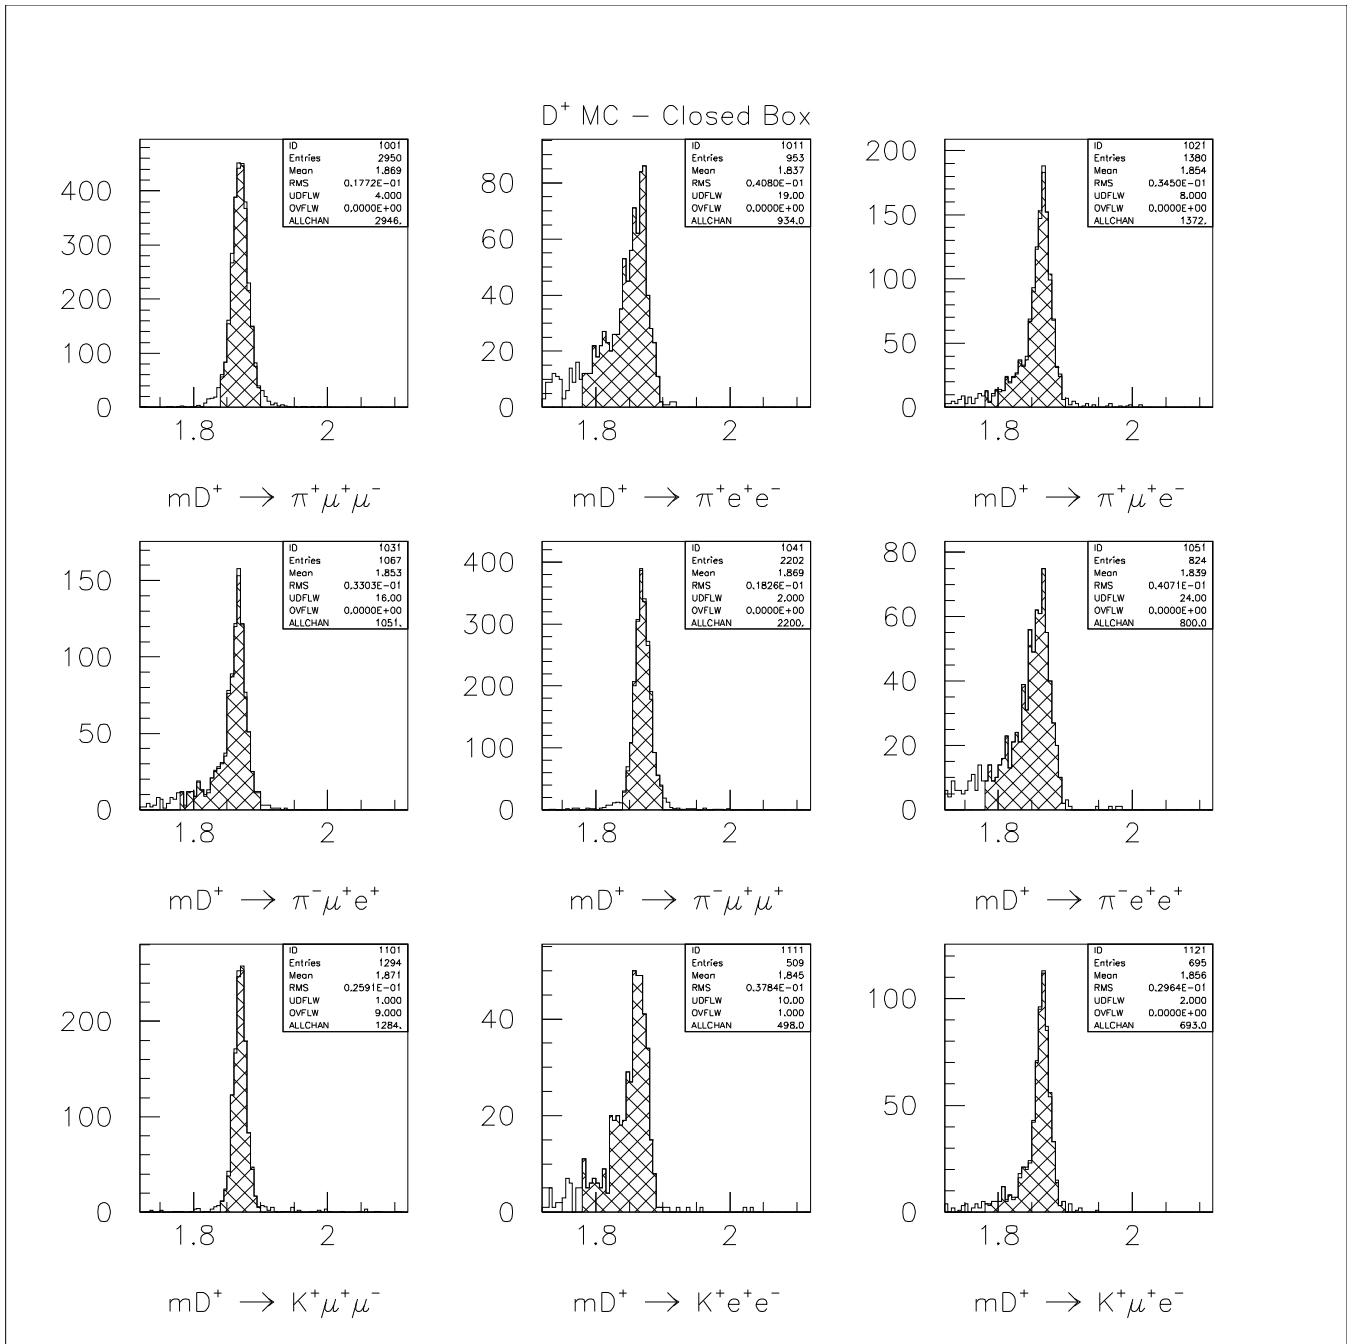 D⁺ MC – Closed Box
ID 1001
Entries 2950
Mean 1.869
RMS 0.1772E-01
UDFLW 4.000
OVFLW 0.0000E+00
ALLCHAN 2946.
400
300
200
100
0
1.8 2
mD⁺ → π⁺μ⁺μ⁻
ID 1011
Entries 953
Mean 1.837
RMS 0.4080E-01
UDFLW 19.00
OVFLW 0.0000E+00
ALLCHAN 934.0
80
60
40
20
0
1.8 2
mD⁺ → π⁺e⁺e⁻
ID 1021
Entries 1380
Mean 1.854
RMS 0.3450E-01
UDFLW 8.000
OVFLW 0.0000E+00
ALLCHAN 1372.
200
150
100
50
0
1.8 2
mD⁺ → π⁺μ⁺e⁻
ID 1031
Entries 1067
Mean 1.853
RMS 0.3303E-01
UDFLW 16.00
OVFLW 0.0000E+00
ALLCHAN 1051.
150
100
50
0
1.8 2
mD⁺ → π⁻μ⁺e⁺
ID 1041
Entries 2202
Mean 1.869
RMS 0.1826E-01
UDFLW 2.000
OVFLW 0.0000E+00
ALLCHAN 2200.
400
300
200
100
0
1.8 2
mD⁺ → π⁻μ⁺μ⁺
ID 1051
Entries 824
Mean 1.839
RMS 0.4071E-01
UDFLW 24.00
OVFLW 0.0000E+00
ALLCHAN 800.0
80
60
40
20
0
1.8 2
mD⁺ → π⁻e⁺e⁺
ID 1101
Entries 1294
Mean 1.871
RMS 0.2591E-01
UDFLW 1.000
OVFLW 9.000
ALLCHAN 1284.
200
100
0
1.8 2
mD⁺ → K⁺μ⁺μ⁻
ID 1111
Entries 509
Mean 1.845
RMS 0.3784E-01
UDFLW 10.00
OVFLW 1.000
ALLCHAN 498.0
40
20
0
1.8 2
mD⁺ → K⁺e⁺e⁻
ID 1121
Entries 695
Mean 1.856
RMS 0.2964E-01
UDFLW 2.000
OVFLW 0.0000E+00
ALLCHAN 693.0
100
50
0
1.8 2
mD⁺ → K⁺μ⁺e⁻